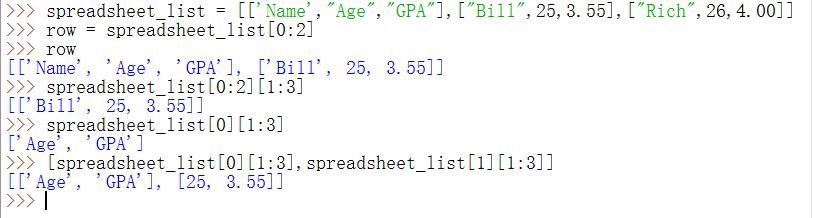 >>> spreadsheet_list = [['Name',"Age","GPA"],["Bill",25,3.55],["Rich",26,4.00]]
>>> row = spreadsheet_list[0:2]
>>> row
[['Name', 'Age', 'GPA'], ['Bill', 25, 3.55]]
>>> spreadsheet_list[0:2][1:3]
[['Bill', 25, 3.55]]
>>> spreadsheet_list[0][1:3]
['Age', 'GPA']
>>> [spreadsheet_list[0][1:3],spreadsheet_list[1][1:3]]
[['Age', 'GPA'], [25, 3.55]]
>>>